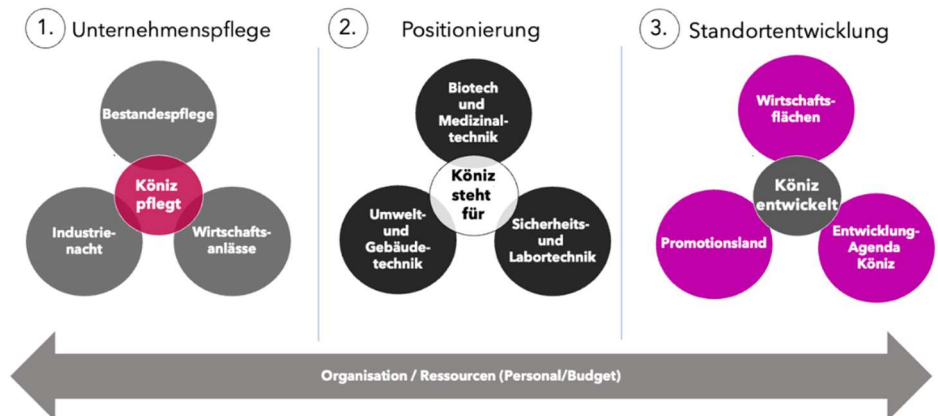 1. Unternehmenspflege
Bestandespflege
Köniz
pflegt
Industrie-
nacht
Wirtschafts-
anlässe
2. Positionierung
Biotech
und
Medizinal-
technik
Köniz
steht
für
Umwelt-
und
Gebäude-
technik
Sicherheits-
und
Labortechnik
3. Standortentwicklung
Wirtschafts-
flächen
Köniz
entwickelt
Promotionsland
Entwicklung-
Agenda
Köniz
Organisation / Ressourcen (Personal/Budget)